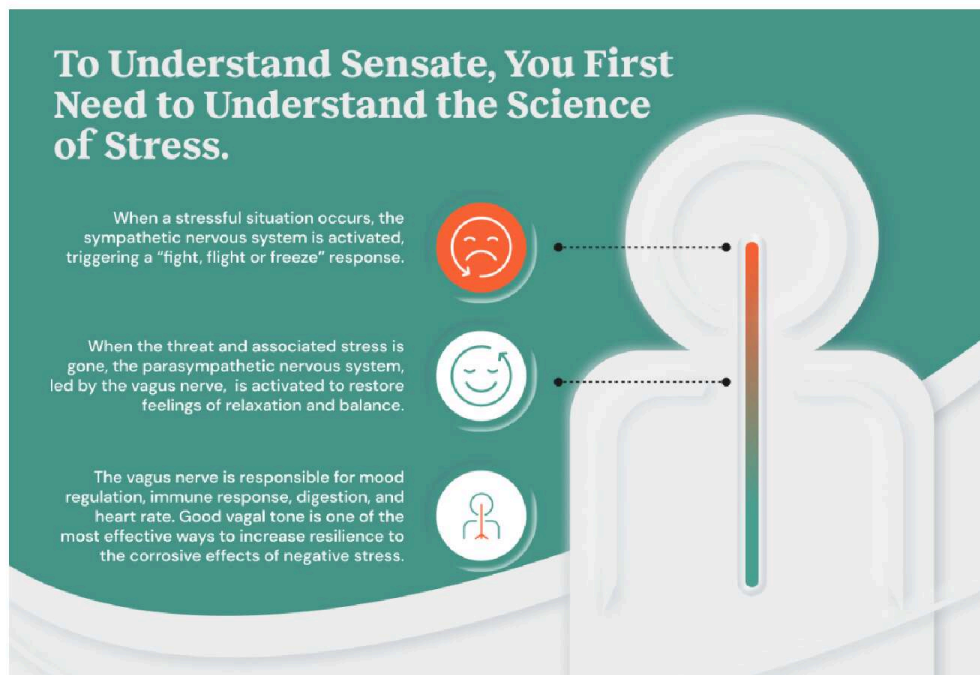 To Understand Sensate, You First
Need to Understand the Science
of Stress.
When a stressful situation occurs, the
sympathetic nervous system is activated,
triggering a “fight, flight or freeze” response.
When the threat and associated stress is
gone, the parasympathetic nervous system,
led by the vagus nerve, is activated to restore
feelings of relaxation and balance.
The vagus nerve is responsible for mood
regulation, immune response, digestion, and
heart rate. Good vagal tone is one of the
most effective ways to increase resilience to
the corrosive effects of negative stress.